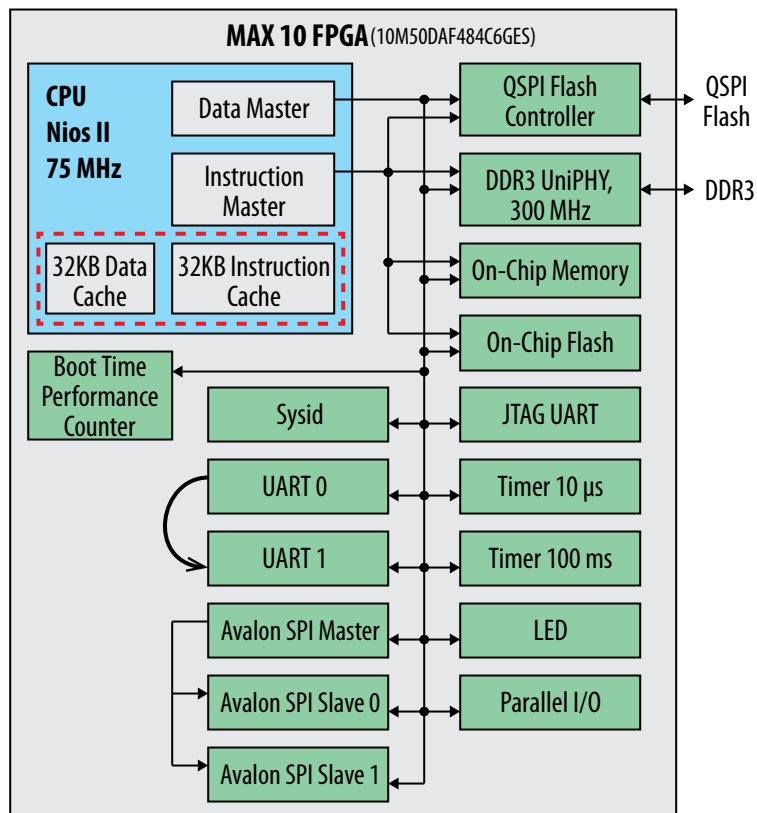 MAX 10 FPGA (10M50DAF484C6GES)
CPU
Nios II
75 MHz
Data Master
Instruction
Master
32KB Data
Cache
32KB Instruction
Cache
QSPI Flash
Controller
QSPI
Flash
DDR3 UniPHY,
300 MHz
DDR3
On-Chip Memory
On-Chip Flash
Boot Time
Performance
Counter
Sysid
JTAG UART
UART 0
Timer 10 µs
UART 1
Timer 100 ms
Avalon SPI Master
LED
Avalon SPI Slave 0
Parallel I/O
Avalon SPI Slave 1